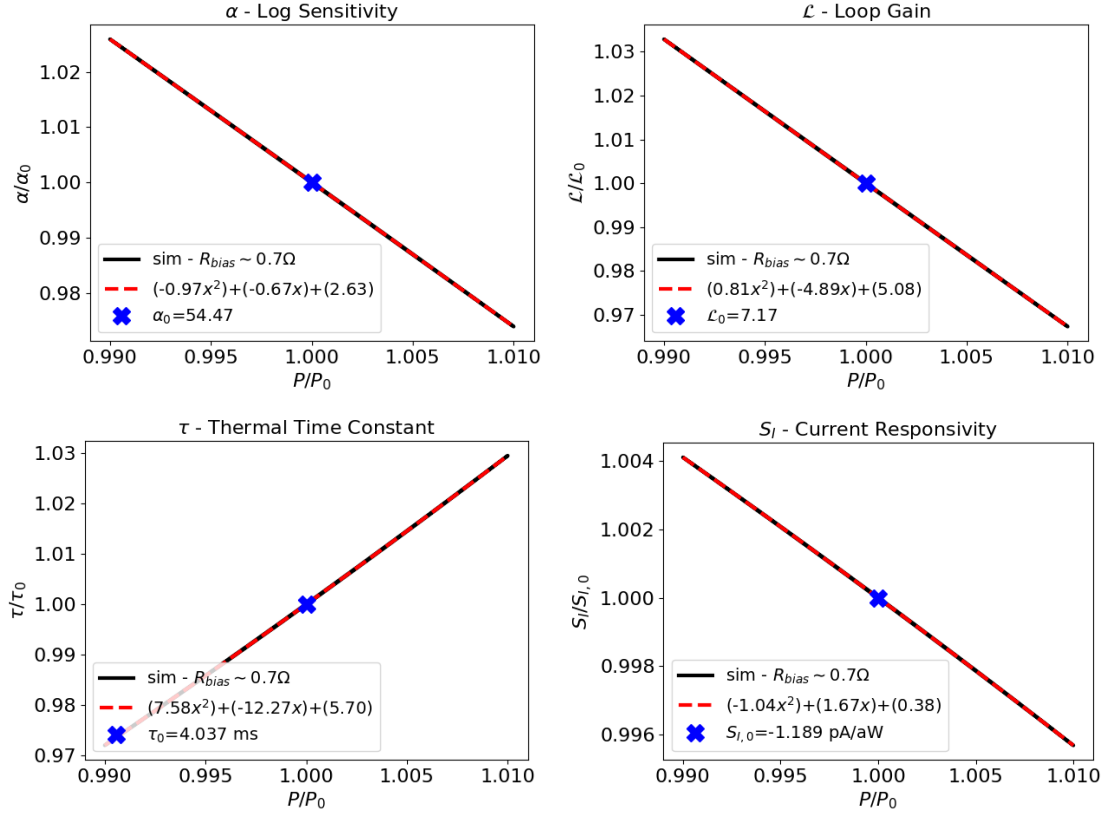 α - Log Sensitivity
α/α₀
1.02
1.01
1.00
0.99
0.98
sim - R_bias ∼ 0.7Ω
(-0.97x²)+(-0.67x)+(2.63)
α₀=54.47
0.990 0.995 1.000 1.005 1.010
P/P₀
ℒ - Loop Gain
ℒ/ℒ₀
1.03
1.02
1.01
1.00
0.99
0.98
0.97
sim - R_bias ∼ 0.7Ω
(0.81x²)+(-4.89x)+(5.08)
ℒ₀=7.17
0.990 0.995 1.000 1.005 1.010
P/P₀
τ - Thermal Time Constant
τ/τ₀
1.03
1.02
1.01
1.00
0.99
0.98
0.97
sim - R_bias ∼ 0.7Ω
(7.58x²)+(-12.27x)+(5.70)
τ₀=4.037 ms
0.990 0.995 1.000 1.005 1.010
P/P₀
S_I - Current Responsivity
S_I/S_I,0
1.004
1.002
1.000
0.998
0.996
sim - R_bias ∼ 0.7Ω
(-1.04x²)+(1.67x)+(0.38)
S_I,0=-1.189 pA/aW
0.990 0.995 1.000 1.005 1.010
P/P₀